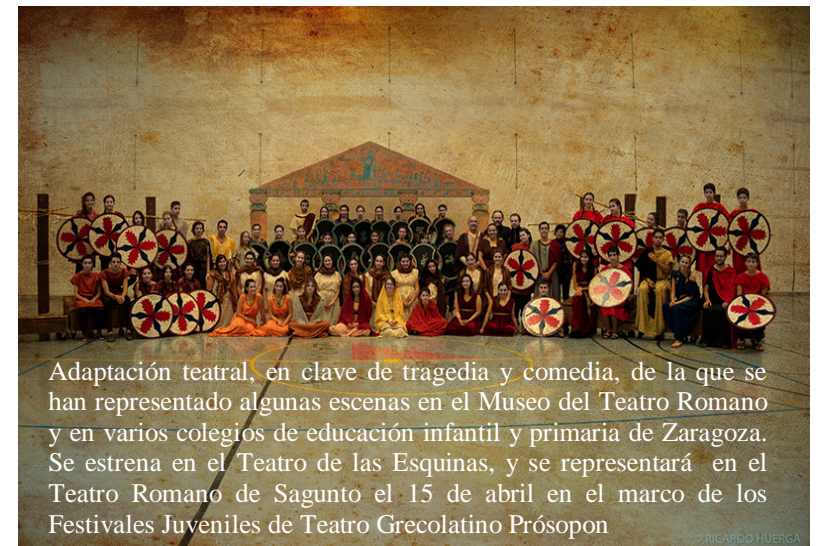 Adaptación teatral, en clave de tragedia y comedia, de la que se
han representado algunas escenas en el Museo del Teatro Romano
y en varios colegios de educación infantil y primaria de Zaragoza.
Se estrena en el Teatro de las Esquinas, y se representará en el
Teatro Romano de Sagunto el 15 de abril en el marco de los
Festivales Juveniles de Teatro Grecolatino Prósopon
© RICARDO HUERGA